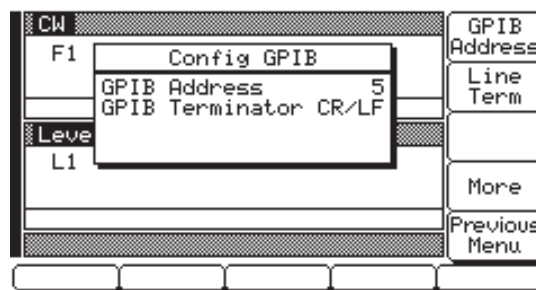 CW
F1
Config GPIB
GPIB Address 5
GPIB Terminator CR/LF
Leve
L1
GPIB
Address
Line
Term
More
Previous
Menu